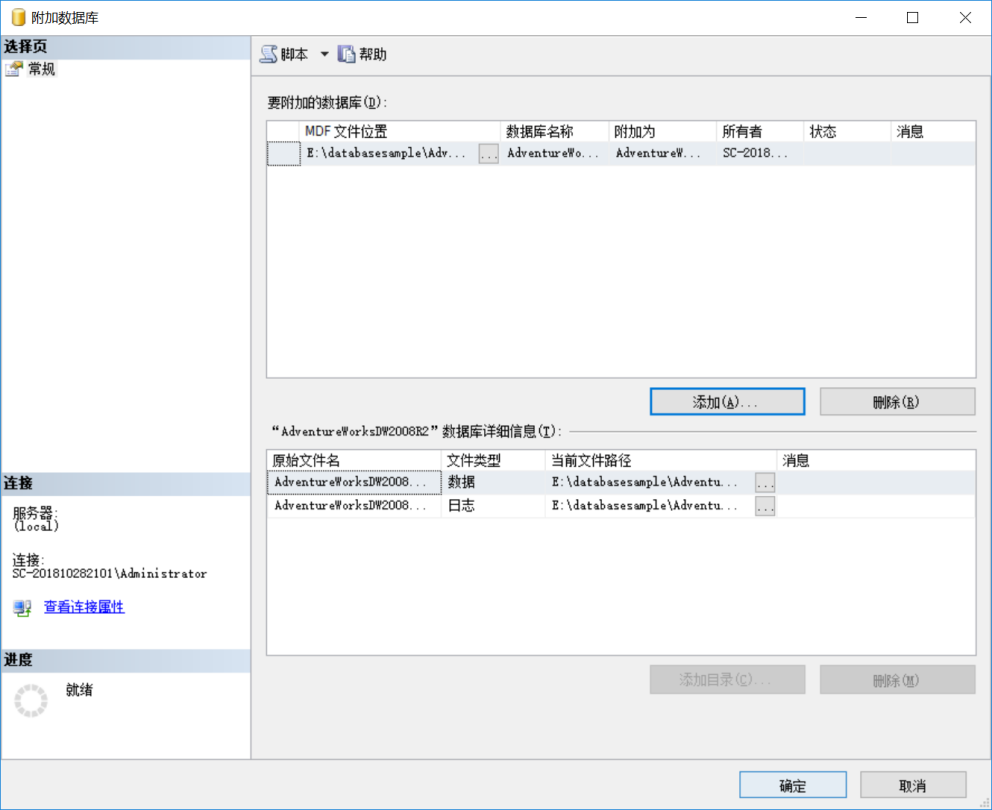 附加数据库
选择页
常规
脚本 帮助
要附加的数据库(D):
MDF 文件位置 数据库名称 附加为 所有者 状态 消息
E:\databasesample\Adv... ... AdventureWo... AdventureW... SC-2018...
添加(A)... 删除(R)
“AdventureWorksDW2008R2”数据库详细信息(T):
原始文件名 文件类型 当前文件路径 消息
AdventureWorksDW2008... 数据 E:\databasesample\Adventu... ...
AdventureWorksDW2008... 日志 E:\databasesample\Adventu... ...
添加目录(C)... 删除(M)
连接
服务器:
(local)
连接:
SC-201810282101\Administrator
查看连接属性
进度
就绪
确定 取消